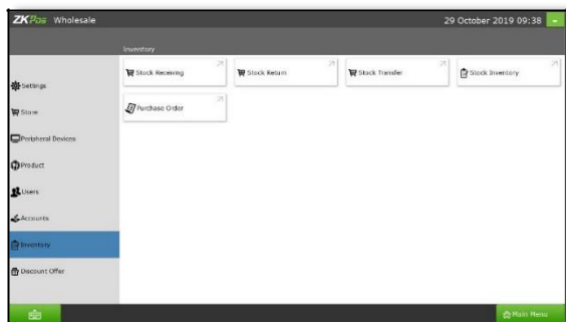 ZKPos Wholesale 29 October 2019 09:38
Inventory
Stock Receiving Stock Return Stock Transfer Stock Inventory
Purchase Order
Settings
Store
Peripheral Devices
Product
Users
Accounts
Inventory
Discount Offer
Main Menu